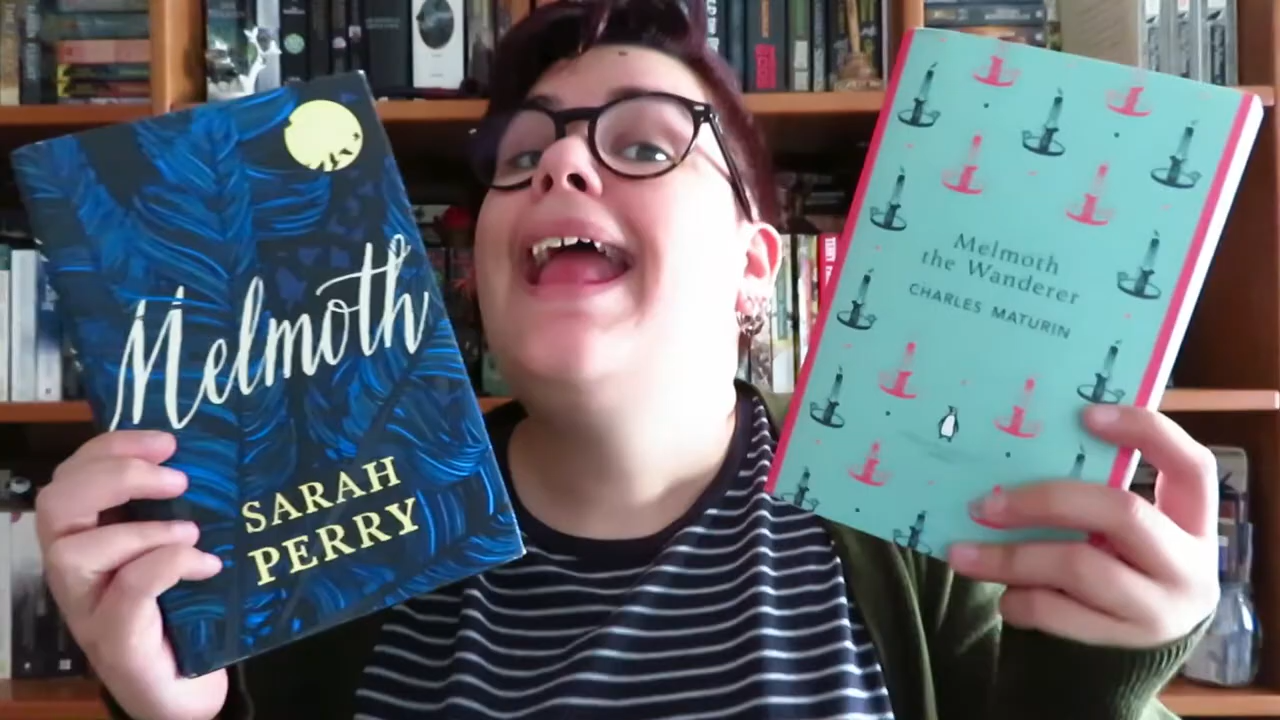 Melmoth
SARAH
PERRY
Melmoth
the Wanderer
CHARLES MATURIN